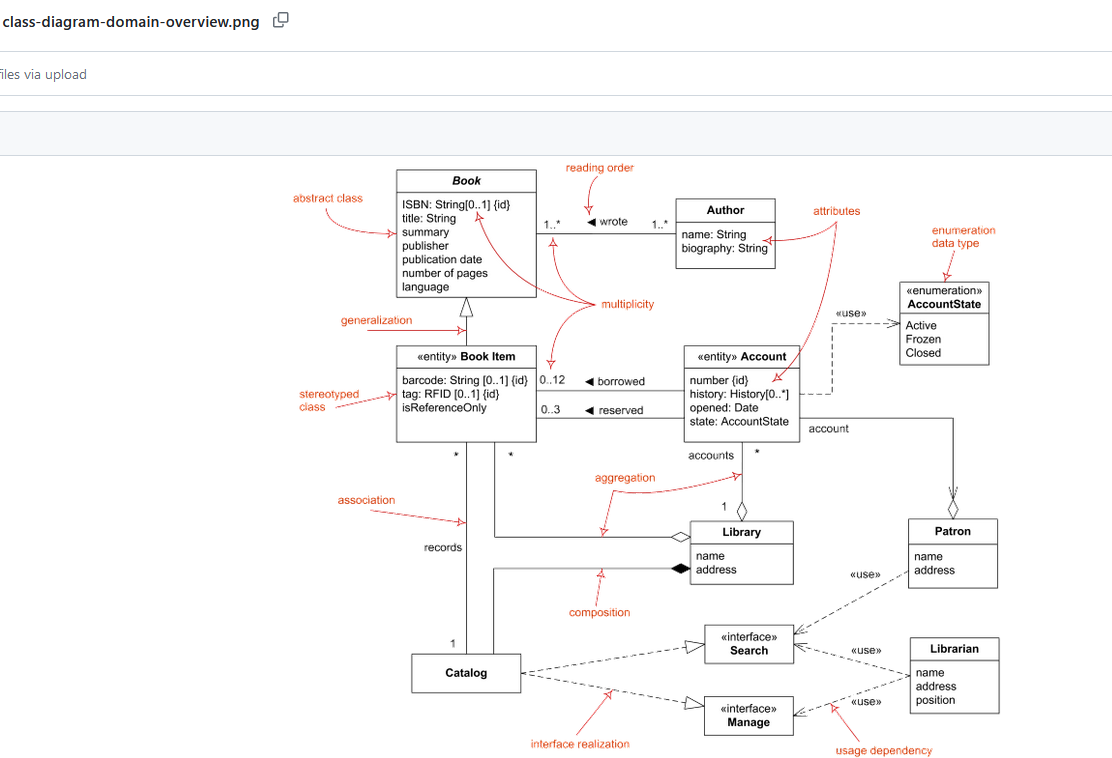 class-diagram-domain-overview.png
files via upload
reading order
Book
abstract class
ISBN: String[0..1] {id}
title: String
summary
publisher
publication date
number of pages
language
1..*
wrote
1..*
Author
name: String
biography: String
attributes
enumeration
data type
multiplicity
generalization
«enumeration»
AccountState
Active
Frozen
Closed
«use»
«entity» Book Item
barcode: String [0..1] {id}
tag: RFID [0..1] {id}
isReferenceOnly
stereotyped
class
0..12
borrowed
0..3
reserved
«entity» Account
number {id}
history: History[0..*]
opened: Date
state: AccountState
account
*
*
accounts
*
aggregation
association
records
1
Library
name
address
Patron
name
address
composition
«use»
1
Catalog
«interface»
Search
«use»
Librarian
name
address
position
«use»
«interface»
Manage
interface realization
usage dependency